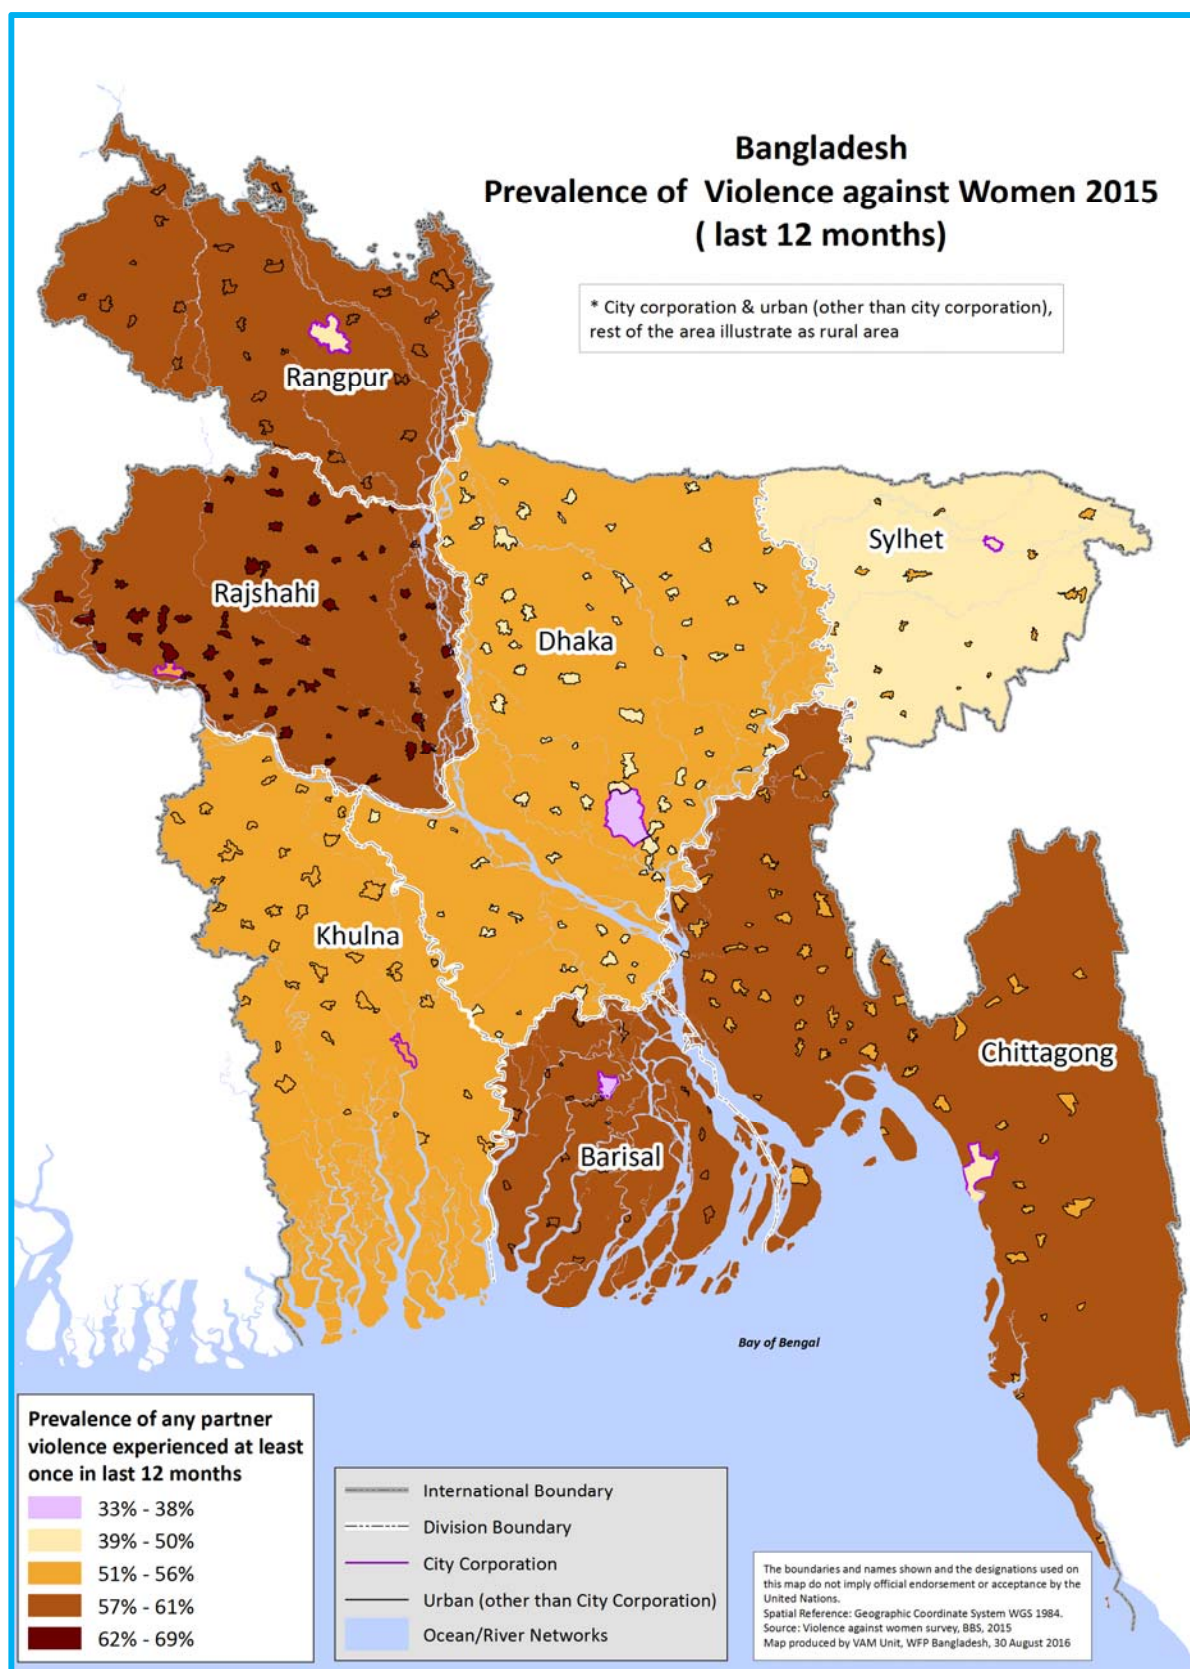 Bangladesh
Prevalence of Violence against Women 2015
( last 12 months)
* City corporation & urban (other than city corporation),
rest of the area illustrate as rural area
Rangpur
Sylhet
Rajshahi
Dhaka
Khulna
Chittagong
Barisal
Bay of Bengal
Prevalence of any partner
violence experienced at least
once in last 12 months
33% - 38%
39% - 50%
51% - 56%
57% - 61%
62% - 69%
International Boundary
Division Boundary
City Corporation
Urban (other than City Corporation)
Ocean/River Networks
The boundaries and names shown and the designations used on
this map do not imply official endorsement or acceptance by the
United Nations.
Spatial Reference: Geographic Coordinate System WGS 1984.
Source: Violence against women survey, BBS, 2015
Map produced by VAM Unit, WFP Bangladesh, 30 August 2016